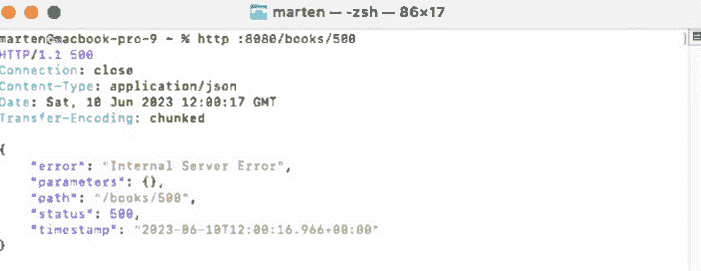 marten — -zsh — 86×17
marten@macbook-pro-9 ~ % http :8080/books/500
HTTP/1.1 500
Connection: close
Content-Type: application/json
Date: Sat, 10 Jun 2023 12:00:17 GMT
Transfer-Encoding: chunked
{
"error": "Internal Server Error",
"parameters": {},
"path": "/books/500",
"status": 500,
"timestamp": "2023-06-10T12:00:16.966+00:00"
}